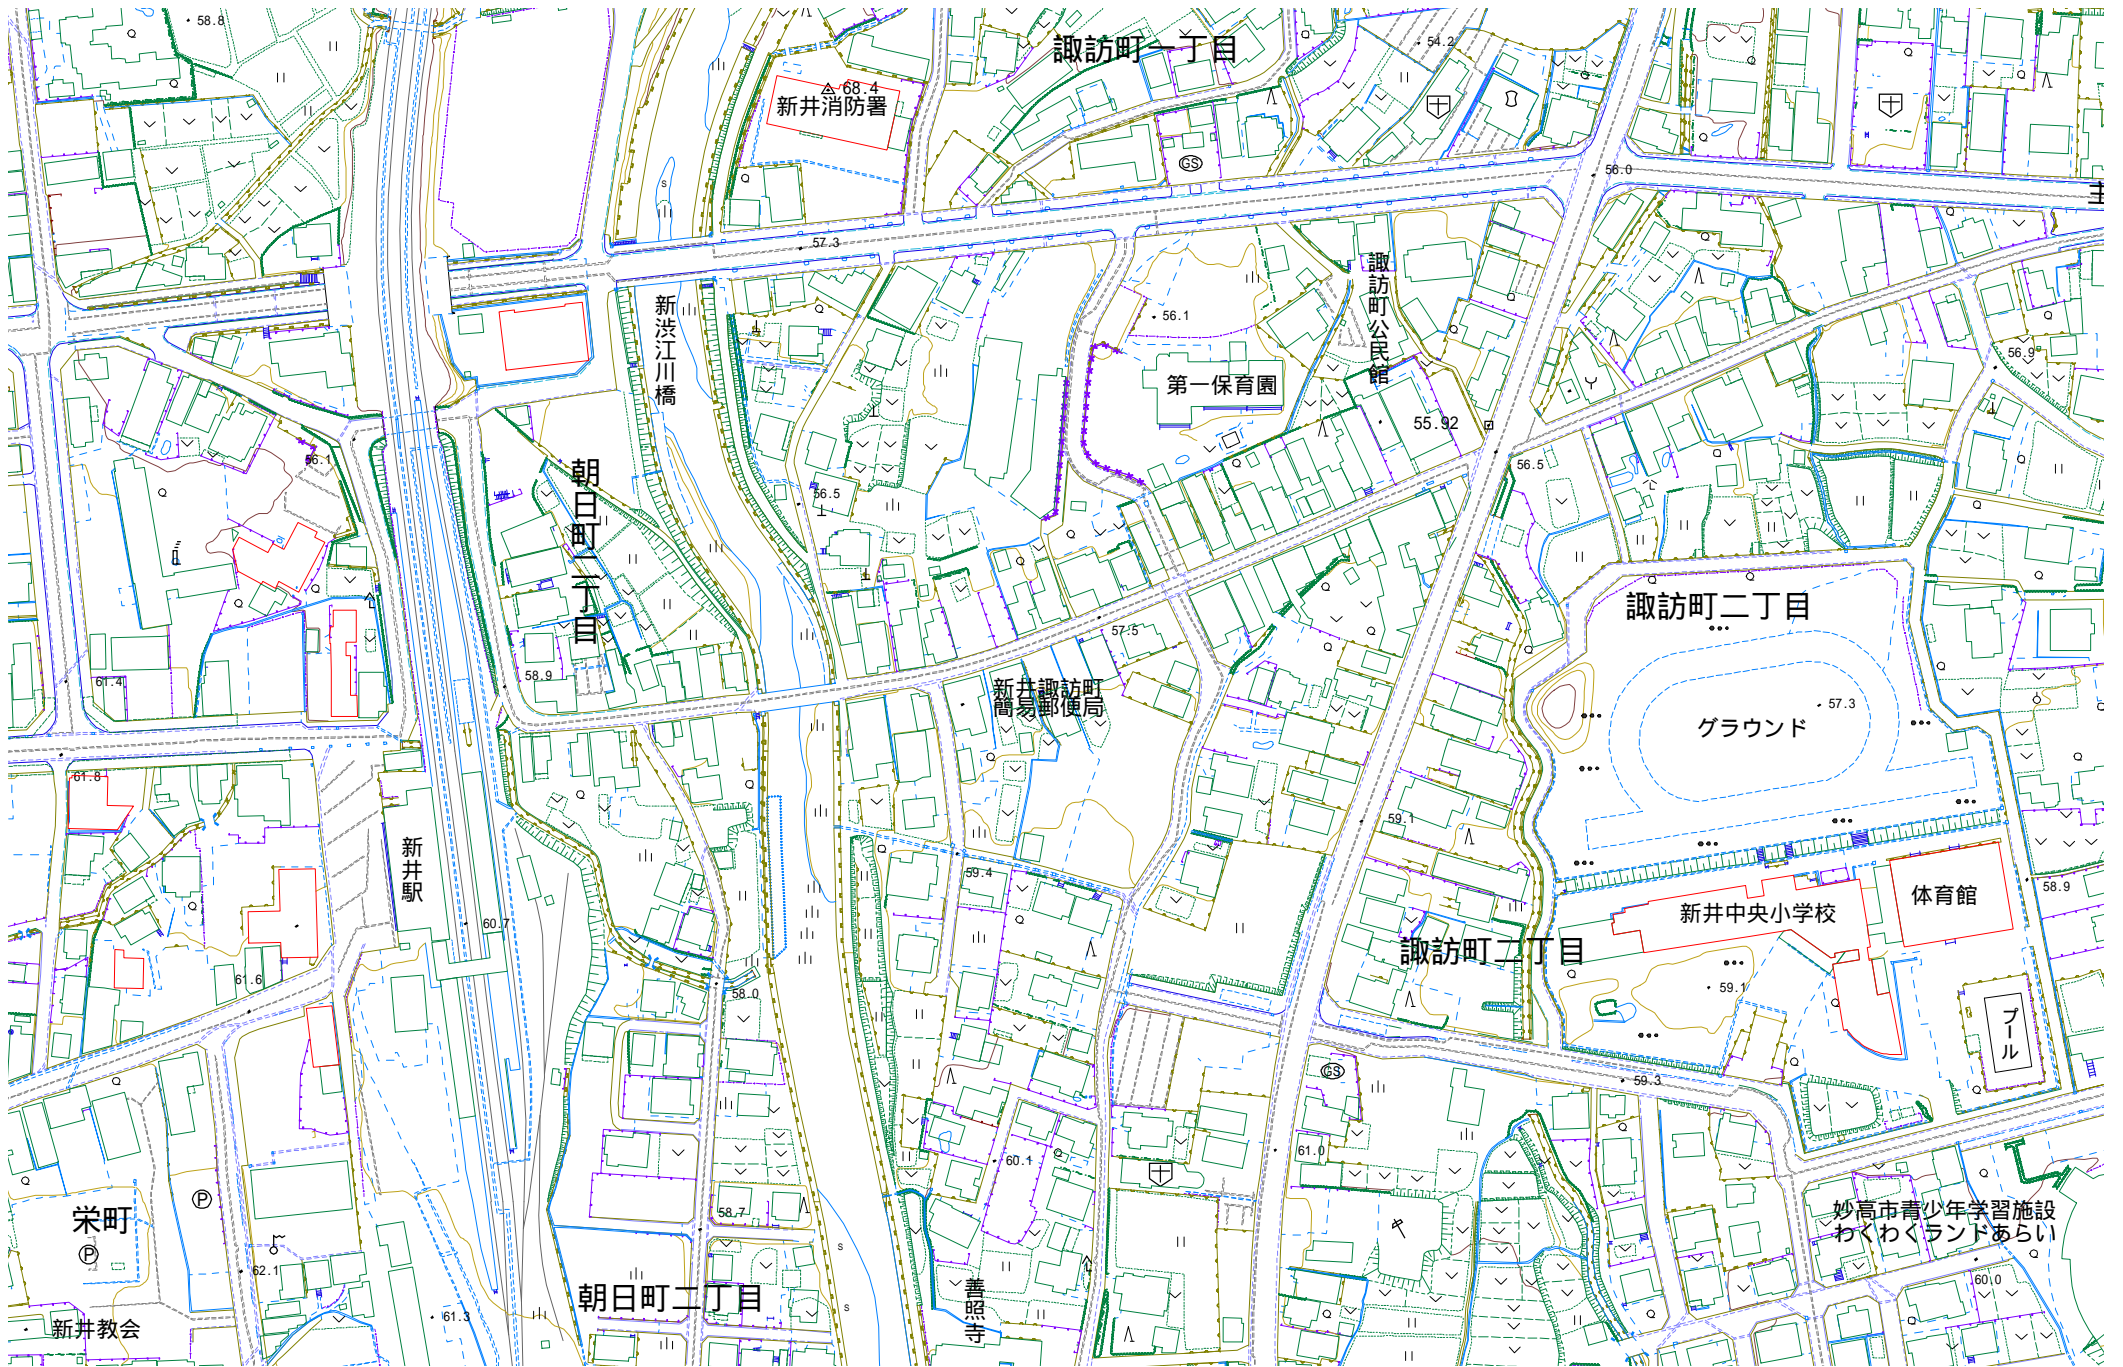 58.8
諏訪町一丁目
54.2
68.4
新井消防署
GS
56.0
主
57.3
新渋江川橋
56.1
諏訪町公民館
第一保育園
56.9
55.92
56.1
朝日町二丁目
56.5
56.5
諏訪町二丁目
57.5
58.9
61.4
新井諏訪町
簡易郵便局
57.3
グラウンド
61.8
59.1
新井駅
59.4
58.9
体育館
新井中央小学校
60.7
諏訪町二丁目
61.6
58.0
59.1
プール
GS
59.3
60.1
61.0
P
栄町
58.7
妙高市青少年学習施設
わくわくランドあらい
P
62.1
60.0
朝日町二丁目
善照寺
61.3
新井教会